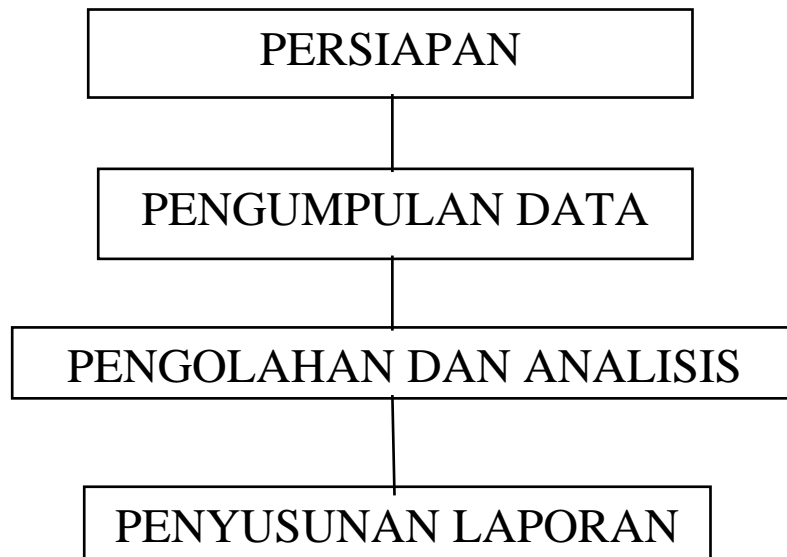 PERSIAPAN
PENGUMPULAN DATA
PENGOLAHAN DAN ANALISIS
PENYUSUNAN LAPORAN